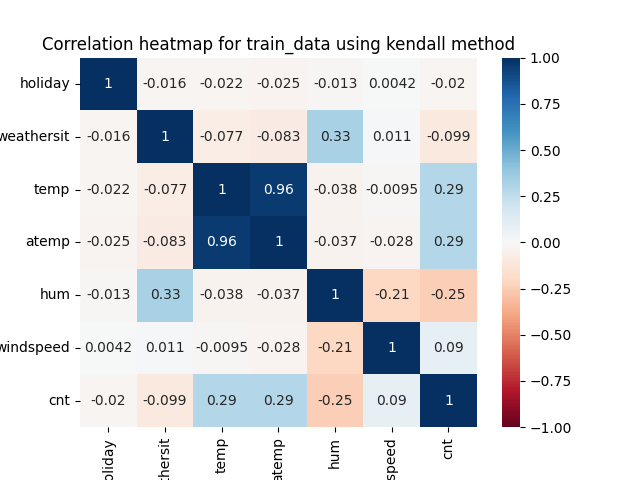 Correlation heatmap for train_data using kendall method
holiday 1 -0.016 -0.022 -0.025 -0.013 0.0042 -0.02
weathersit -0.016 1 -0.077 -0.083 0.33 0.011 -0.099
temp -0.022 -0.077 1 0.96 -0.038 -0.0095 0.29
atemp -0.025 -0.083 0.96 1 -0.037 -0.028 0.29
hum -0.013 0.33 -0.038 -0.037 1 -0.21 -0.25
windspeed 0.0042 0.011 -0.0095 -0.028 -0.21 1 0.09
cnt -0.02 -0.099 0.29 0.29 -0.25 0.09 1
oliday thersit temp atemp hum speed cnt
1.00
0.75
0.50
0.25
0.00
−0.25
−0.50
−0.75
−1.00